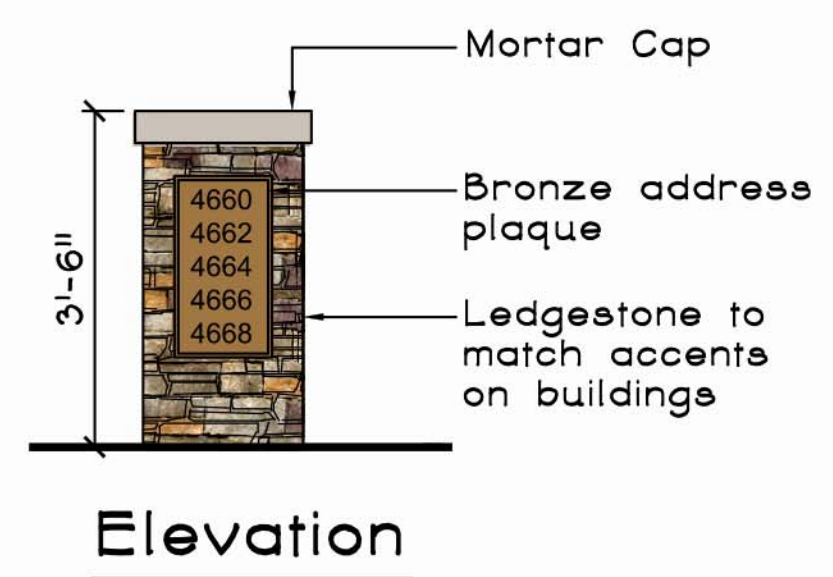 Mortar Cap
Bronze address
plaque
4660
4662
4664
4666
4668
3'-6"
Ledgestone to
match accents
on buildings
Elevation